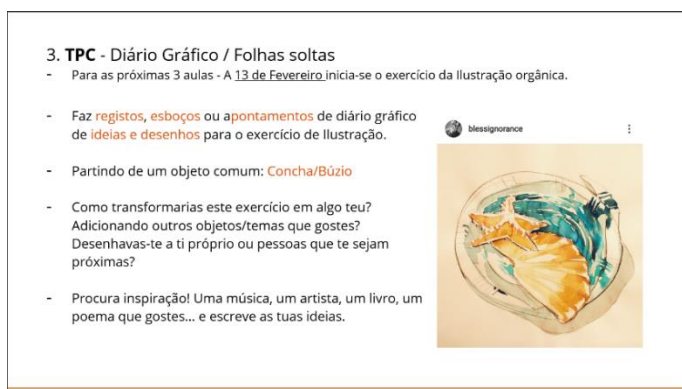 3. TPC - Diário Gráfico / Folhas soltas
- Para as próximas 3 aulas - A 13 de Fevereiro inicia-se o exercício da Ilustração orgânica.
- Faz registos, esboços ou apontamentos de diário gráfico
de ideias e desenhos para o exercício de Ilustração.
blessignorance
- Partindo de um objeto comum: Concha/Búzio
- Como transformarias este exercício em algo teu?
Adicionando outros objetos/temas que gostes?
Desenhavas-te a ti próprio ou pessoas que te sejam
próximas?
- Procura inspiração! Uma música, um artista, um livro, um
poema que gostes... e escreve as tuas ideias.